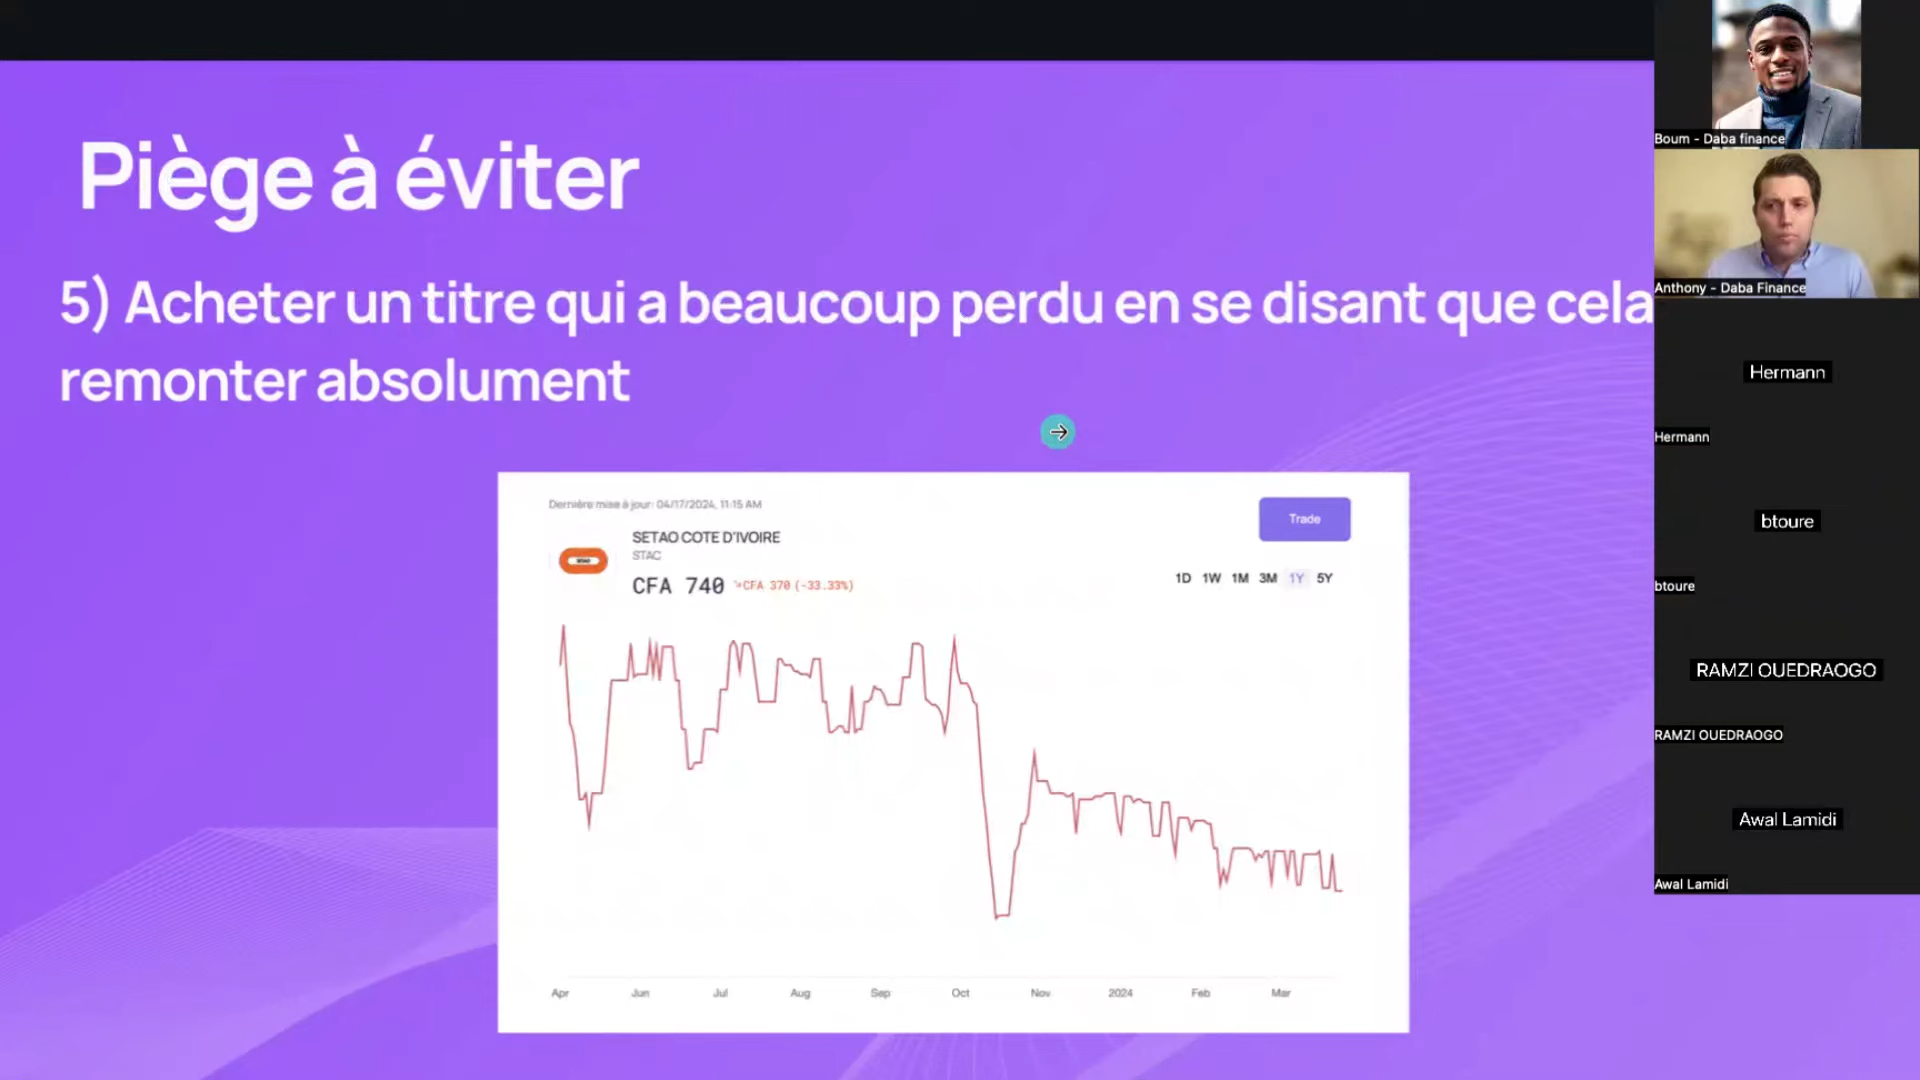 Piège à éviter
5) Acheter un titre qui a beaucoup perdu en se disant que cela
remonter absolument
Dernière mise à jour: 04/17/2024, 11:15 AM
Trade
SETAO COTE D'IVOIRE
STAC
CFA 740 CFA 370 (-33.33%)
1D 1W 1M 3M 1Y 5Y
Apr Jun Jul Aug Sep Oct Nov 2024 Feb Mar
Boum - Daba finance
Anthony - Daba Finance
Hermann
Hermann
btoure
btoure
RAMZI OUEDRAOGO
RAMZI OUEDRAOGO
Awal Lamidi
Awal Lamidi